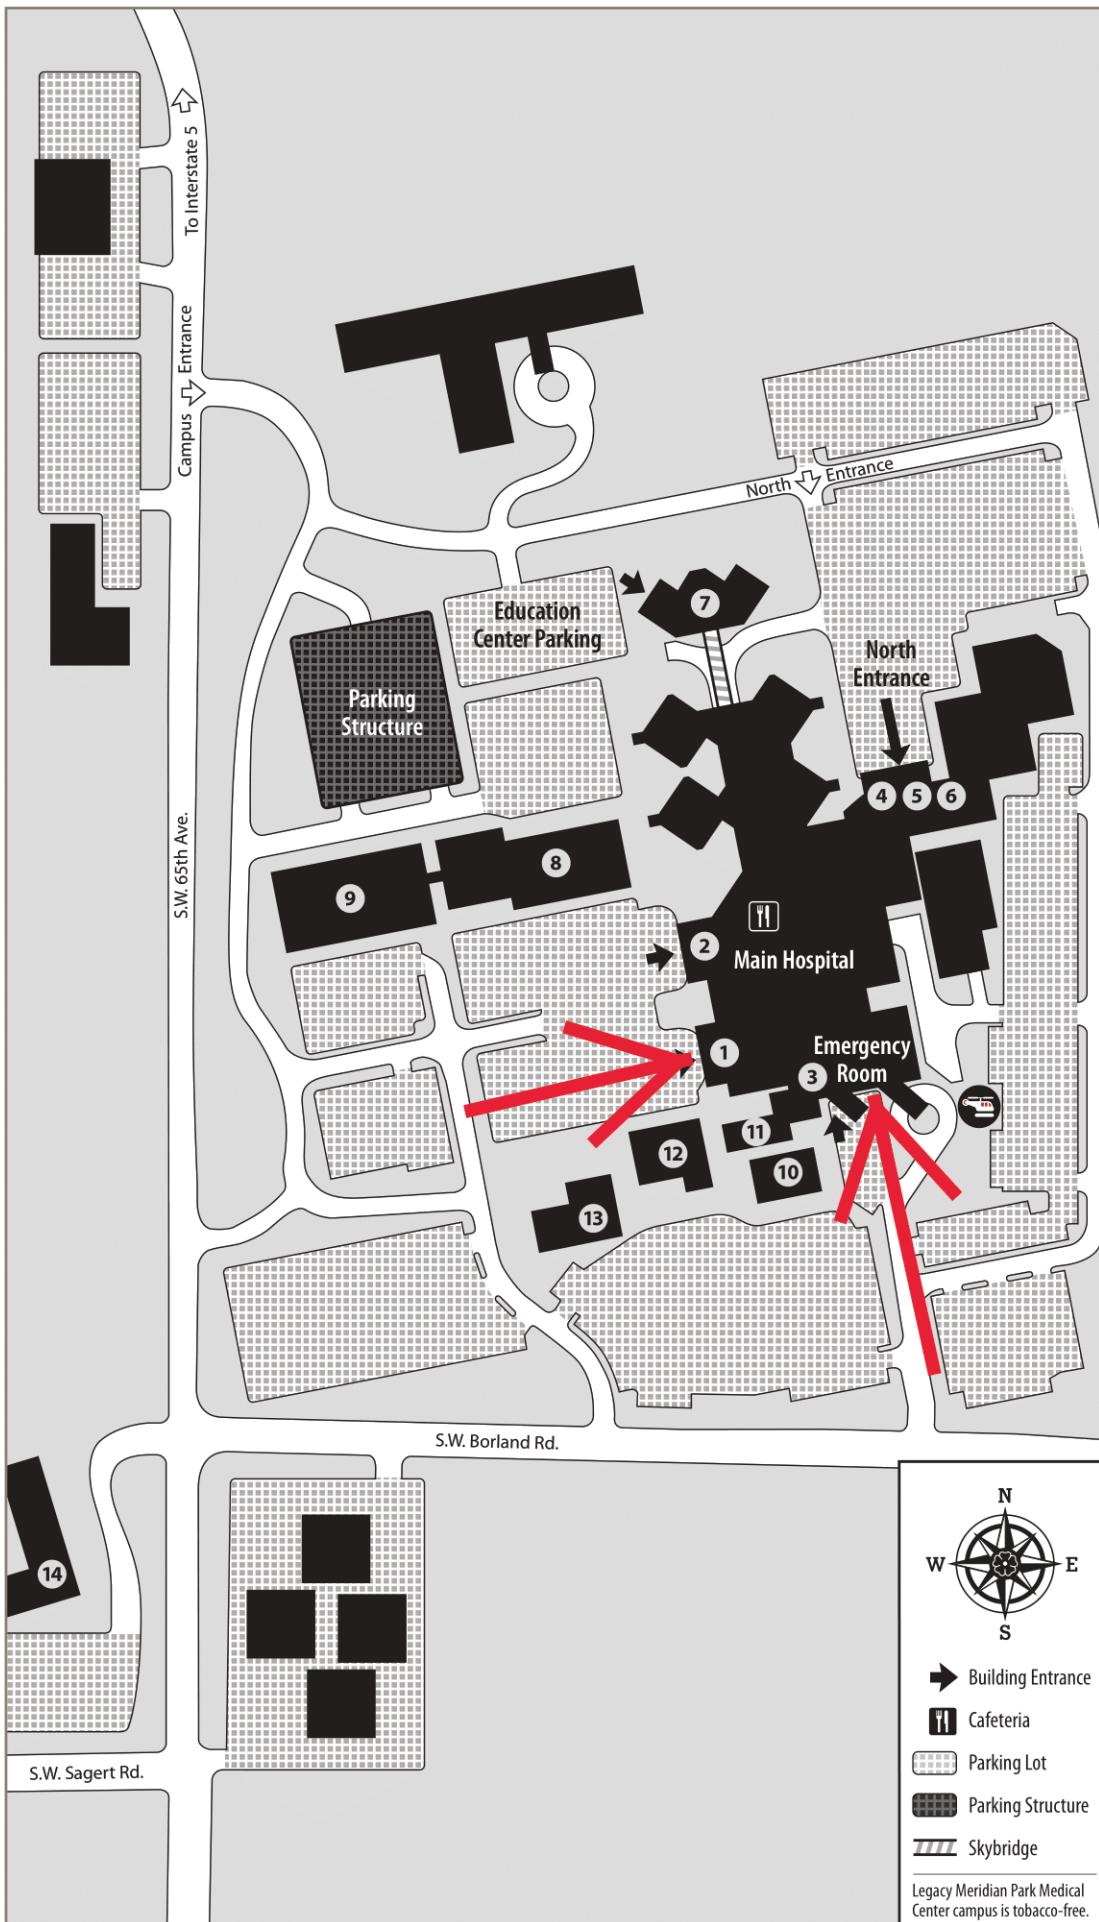 To Interstate 5
Campus
Entrance
North
Entrance
7
Education
Center Parking
North
Entrance
Parking
Structure
4
5
6
S.W. 65th Ave.
8
9
2
Main Hospital
1
Emergency
Room
3
11
12
10
13
S.W. Borland Rd.
14
S.W. Sagert Rd.
N
W
E
S
Building Entrance
Cafeteria
Parking Lot
Parking Structure
Skybridge
Legacy Meridian Park Medical
Center campus is tobacco-free.